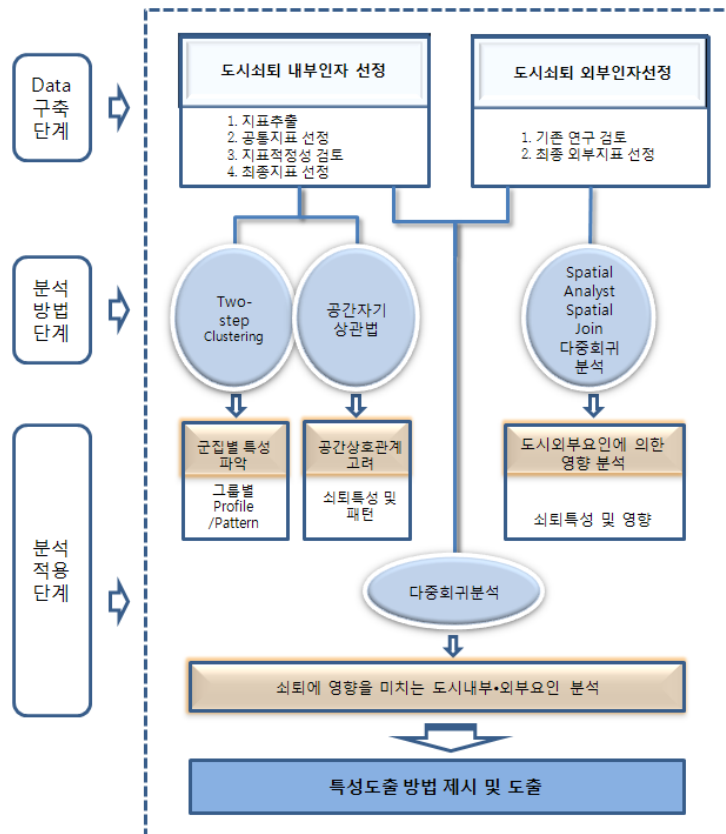 Data
구축
단계
도시쇠퇴 내부인자 선정
1. 지표추출
2. 공통지표 선정
3. 지표적정성 검토
4. 최종지표 선정
도시쇠퇴 외부인자선정
1. 기존 연구 검토
2. 최종 외부지표 선정
분석
방법
단계
Two-
step
Clustering
공간자기
상관법
Spatial
Analyst
Spatial
Join
다중회귀
분석
분석
적용
단계
군집별 특성
파악
그룹별
Profile
/Pattern
공간상호관계
고려
쇠퇴특성 및
패턴
도시외부요인에 의한
영향 분석
쇠퇴특성 및 영향
다중회귀분석
쇠퇴에 영향을 미치는 도시내부•외부요인 분석
특성도출 방법 제시 및 도출